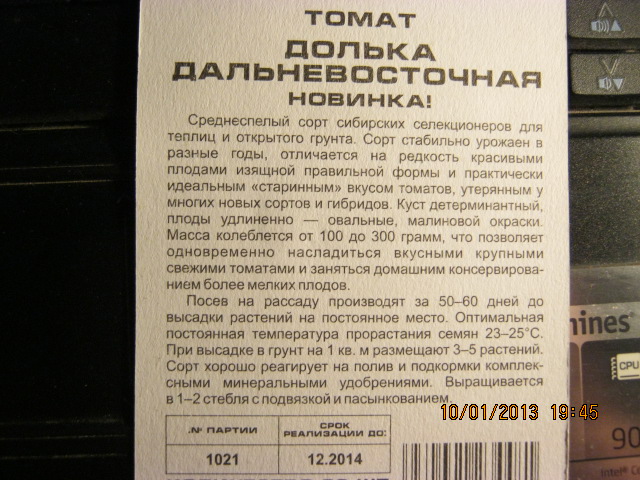 ТОМАТ
ДОЛЬКА
ДАЛЬНЕВОСТОЧНАЯ
НОВИНКА!
Среднеспелый сорт сибирских селекционеров для
теплиц и открытого грунта. Сорт стабильно урожаен в
разные годы, отличается на редкость красивыми
плодами изящной правильной формы и практически
идеальным «старинным» вкусом томатов, утерянным у
многих новых сортов и гибридов. Куст детерминантный,
плоды удлиненно — овальные, малиновой окраски.
Масса колеблется от 100 до 300 грамм, что позволяет
одновременно насладиться вкусными крупными
свежими томатами и заняться домашним консервирова-
нием более мелких плодов.
Посев на рассаду производят за 50–60 дней до
высадки растений на постоянное место. Оптимальная
постоянная температура прорастания семян 23–25°С.
При высадке в грунт на 1 кв. м размещают 3–5 растений.
Сорт хорошо реагирует на полив и подкормки комплек-
сными минеральными удобрениями. Выращивается
в 1–2 стебля с подвязкой и пасынкованием.
10/01/2013 19:45
№ ПАРТИИ
СРОК
РЕАЛИЗАЦИИ ДО:
1021
12.2014
hines®
CPU
90
Intel®